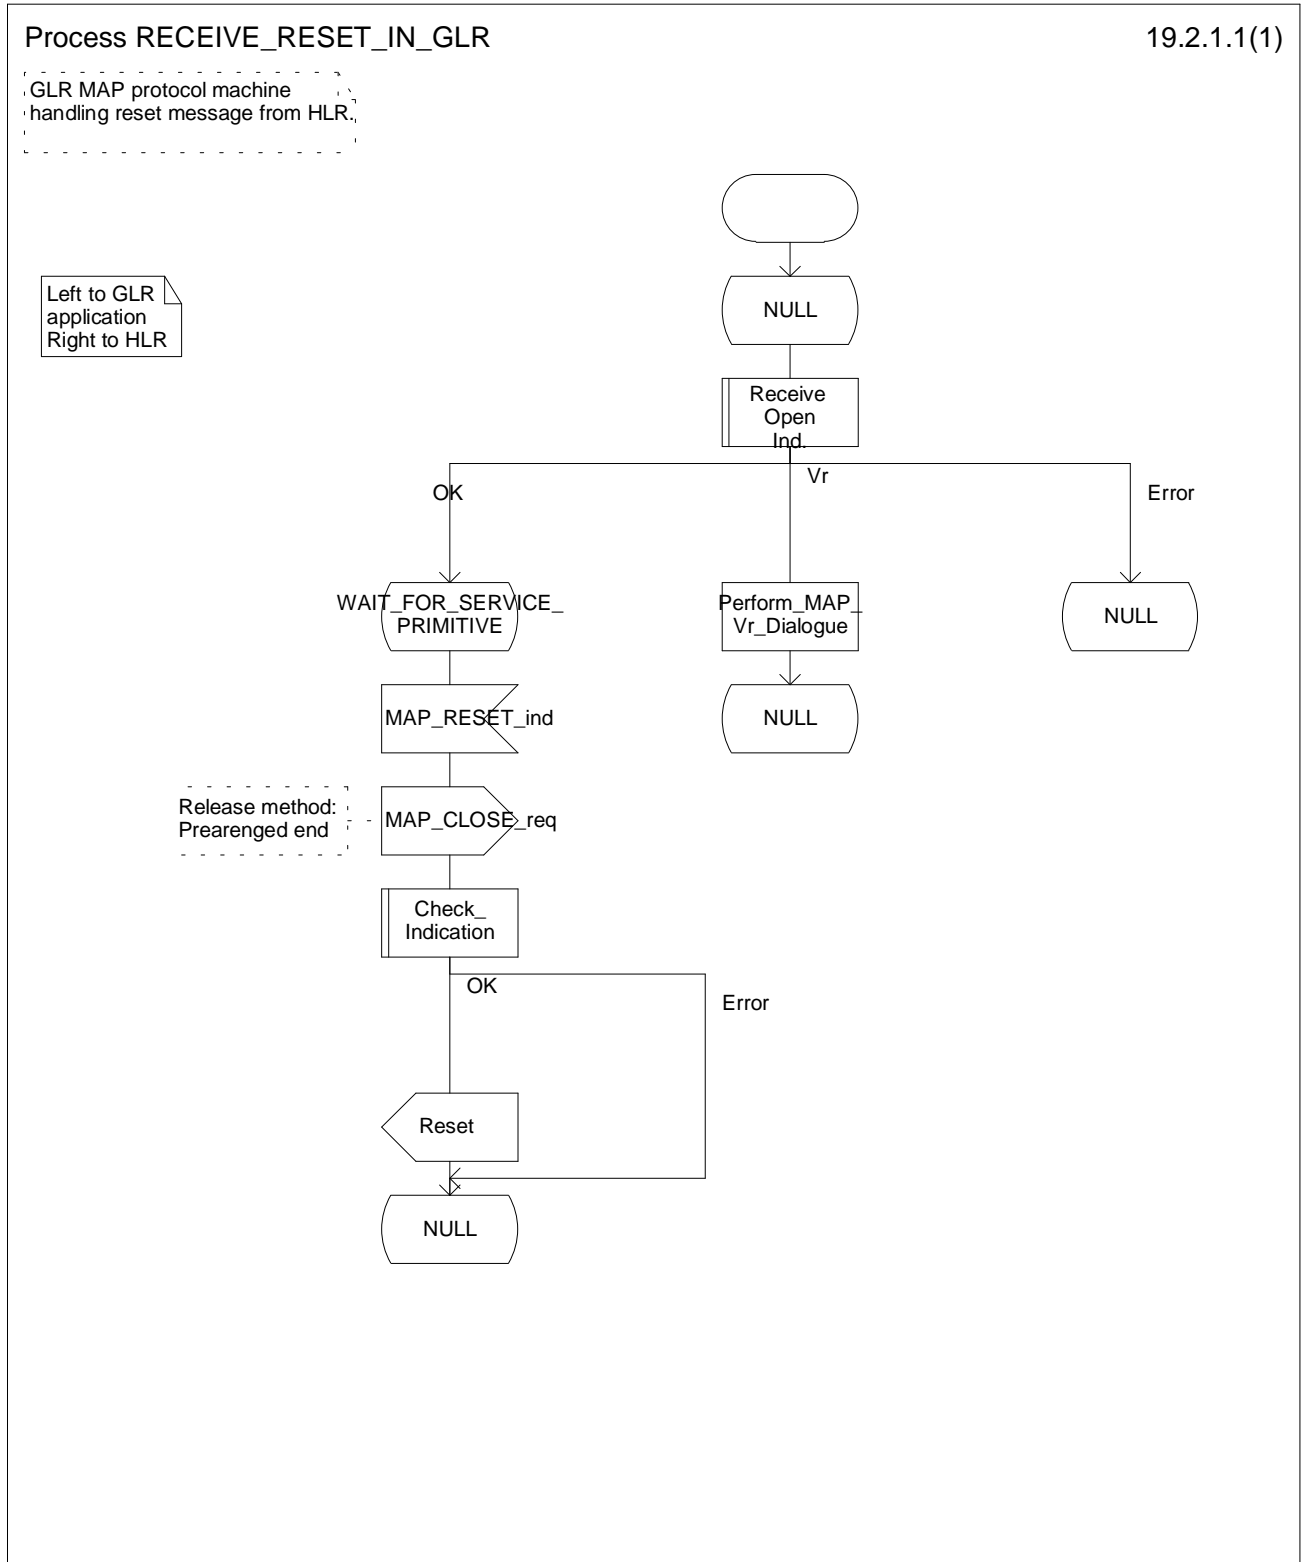 Process RECEIVE_RESET_IN_GLR
19.2.1.1(1)
GLR MAP protocol machine
handling reset message from HLR.
Left to GLR
application
Right to HLR
NULL
Receive
Open
Ind.
OK
Vr
Error
WAIT_FOR_SERVICE_
PRIMITIVE
Perform_MAP_
Vr_Dialogue
NULL
MAP_RESET_ind
NULL
Release method:
Prearenged end
MAP_CLOSE_req
Check_
Indication
OK
Error
Reset
NULL